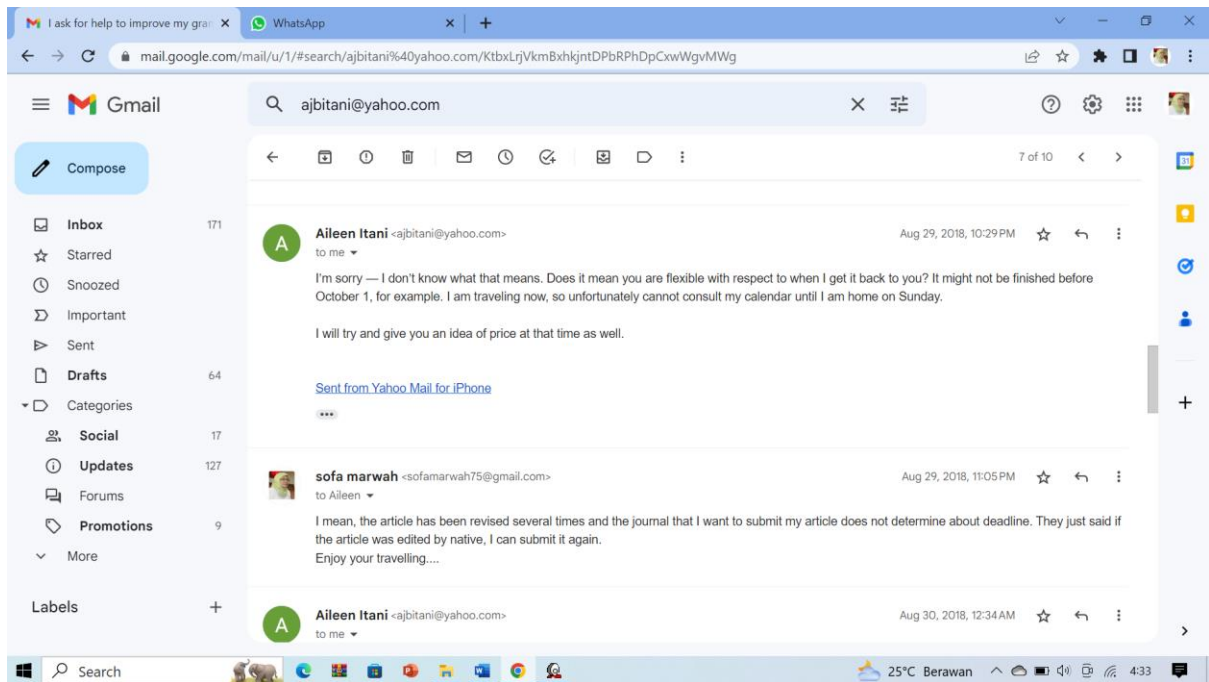 I ask for help to improve my gran
WhatsApp
mail.google.com/mail/u/1/#search/ajbitani%40yahoo.com/KtbxLrjVkmBxhkjntDPbRPhDpCxwWgvMWg
Gmail
ajbitani@yahoo.com
Compose
7 of 10
31
Inbox 171
Starred
Snoozed
Important
Sent
Drafts 64
Categories
Social 17
Updates 127
Forums
Promotions 9
More
Labels
A
Aileen Itani <ajbitani@yahoo.com> Aug 29, 2018, 10:29 PM
to me
I'm sorry — I don't know what that means. Does it mean you are flexible with respect to when I get it back to you? It might not be finished before
October 1, for example. I am traveling now, so unfortunately cannot consult my calendar until I am home on Sunday.
I will try and give you an idea of price at that time as well.
Sent from Yahoo Mail for iPhone
sofa marwah <sofamarwah75@gmail.com> Aug 29, 2018, 11:05 PM
to Aileen
I mean, the article has been revised several times and the journal that I want to submit my article does not determine about deadline. They just said if
the article was edited by native, I can submit it again.
Enjoy your travelling....
A
Aileen Itani <ajbitani@yahoo.com> Aug 30, 2018, 12:34 AM
to me
Search
25°C Berawan 4:33